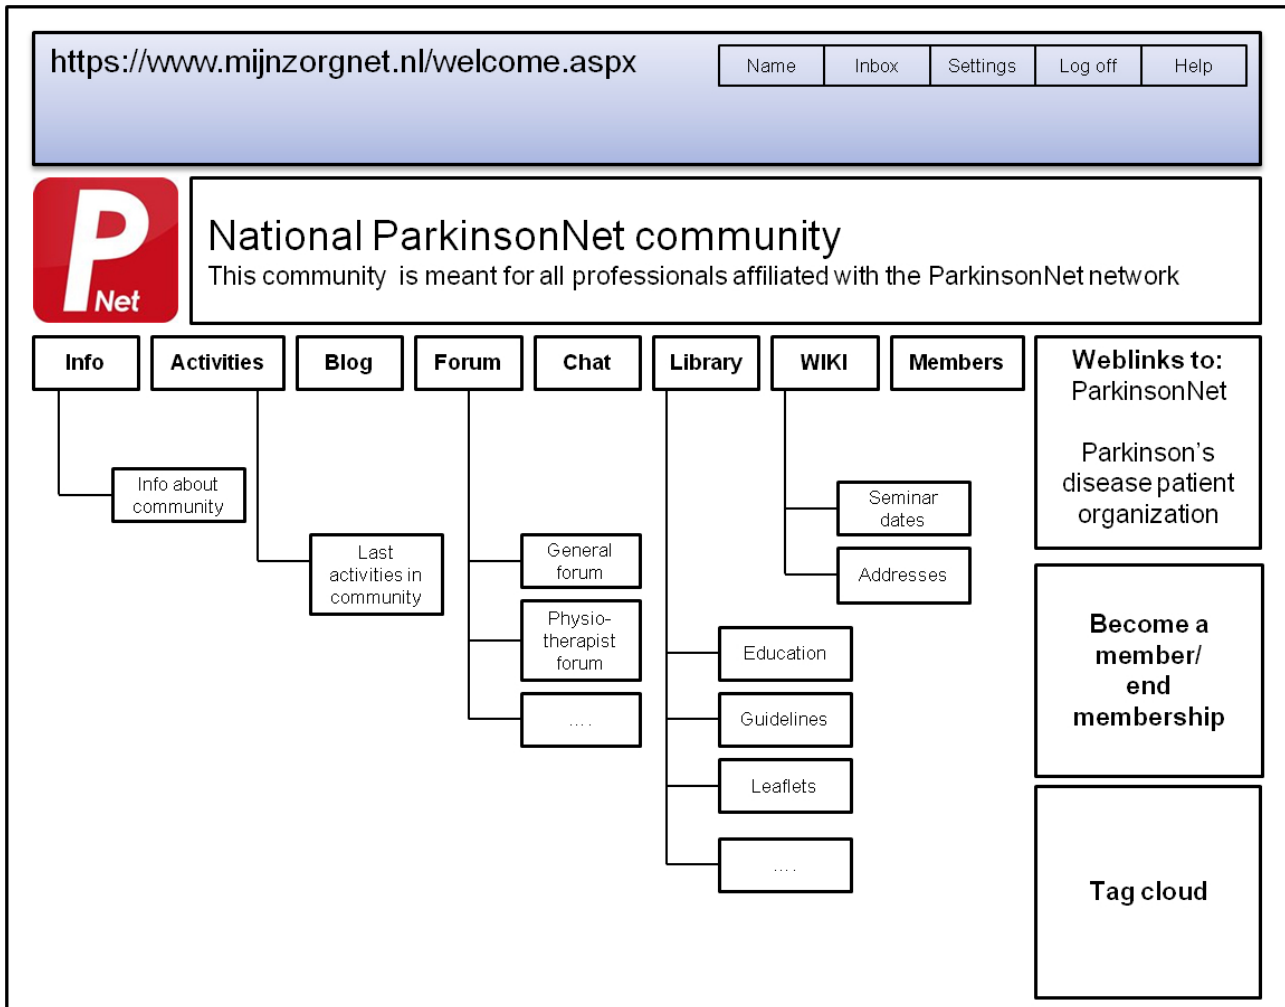 https://www.mijnzorgnet.nl/welcome.aspx
Name
Inbox
Settings
Log off
Help
P
Net
National ParkinsonNet community
This community is meant for all professionals affiliated with the ParkinsonNet network
Info
Activities
Blog
Forum
Chat
Library
WIKI
Members
Weblinks to:
ParkinsonNet
Parkinson's
disease patient
organization
Info about
community
Last
activities in
community
General
forum
Physio-
therapist
forum
....
Education
Guidelines
Leaflets
....
Seminar
dates
Addresses
Become a
member/
end
membership
Tag cloud